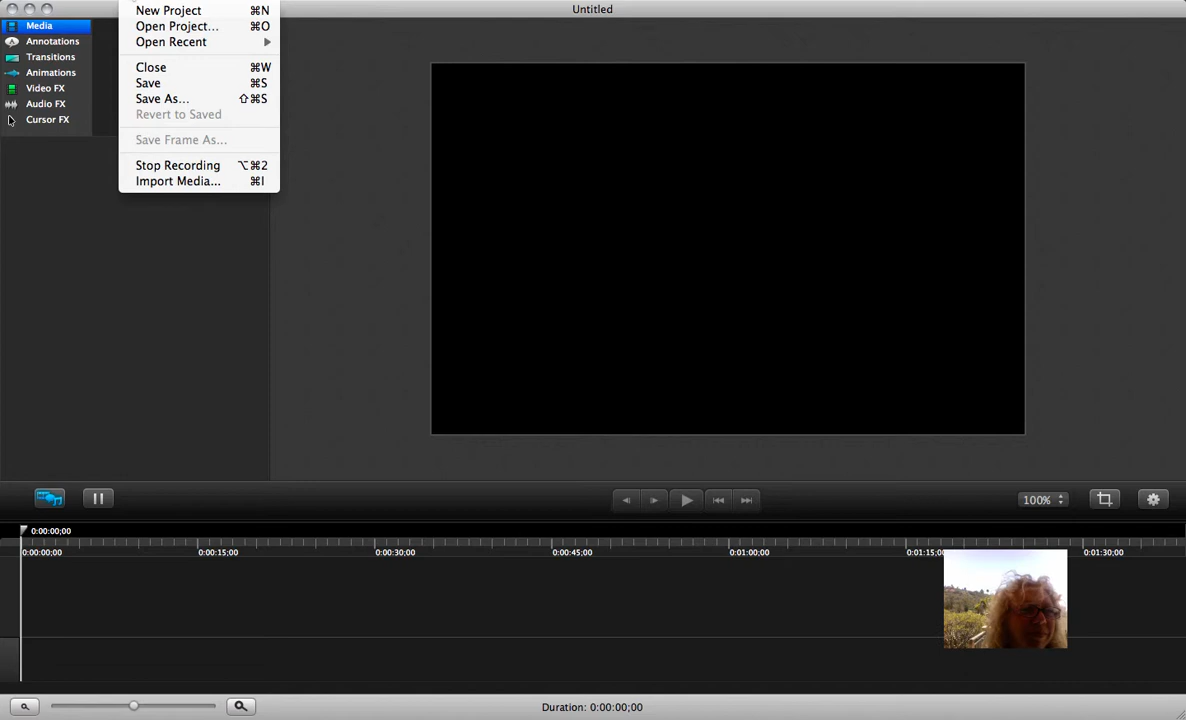 Untitled
New Project ⌘N
Open Project... ⌘O
Open Recent
Close ⌘W
Save ⌘S
Save As... ⇧⌘S
Revert to Saved
Save Frame As...
Stop Recording ⌥⌘2
Import Media... ⌘I
Media
Annotations
Transitions
Animations
Video FX
Audio FX
Cursor FX
100%
0:00:00;00
0:00:00;00 0:00:15;00 0:00:30;00 0:00:45;00 0:01:00;00 0:01:15;00 0:01:30;00
Duration: 0:00:00;00